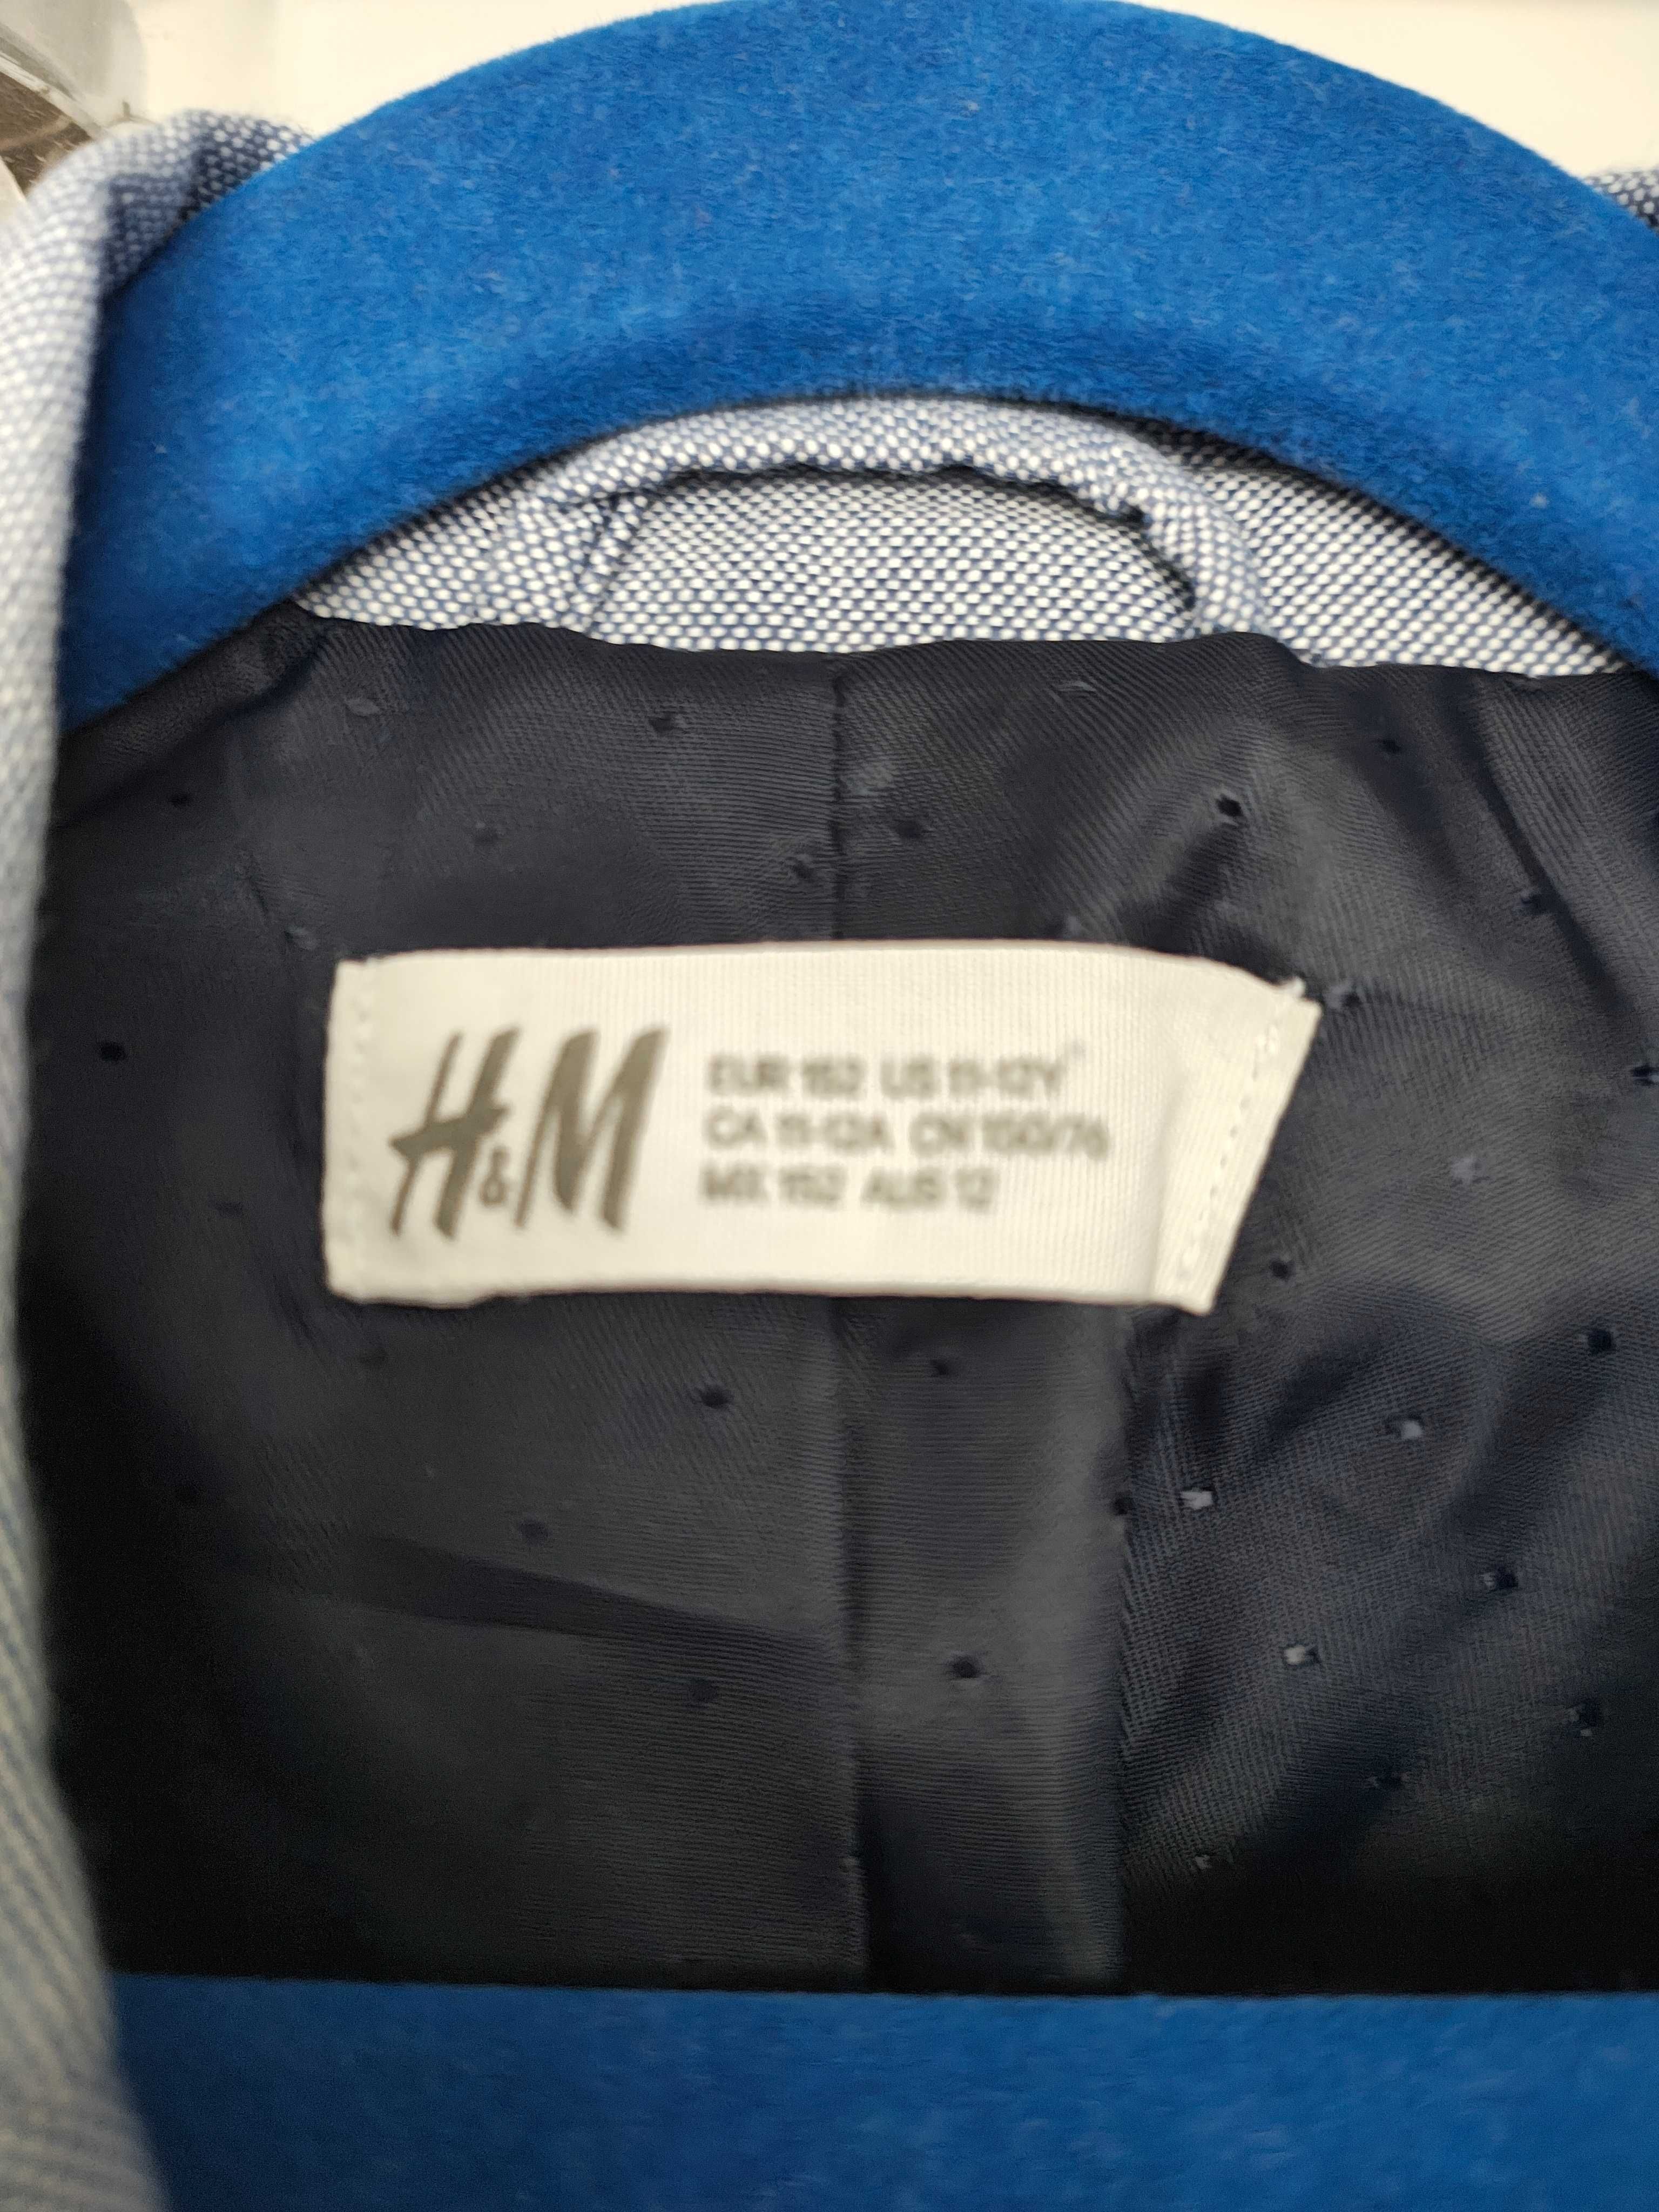 H&M
EUR 152 US 11-12Y
CA 11-12A CN 150/76
MX 152 AUS 12